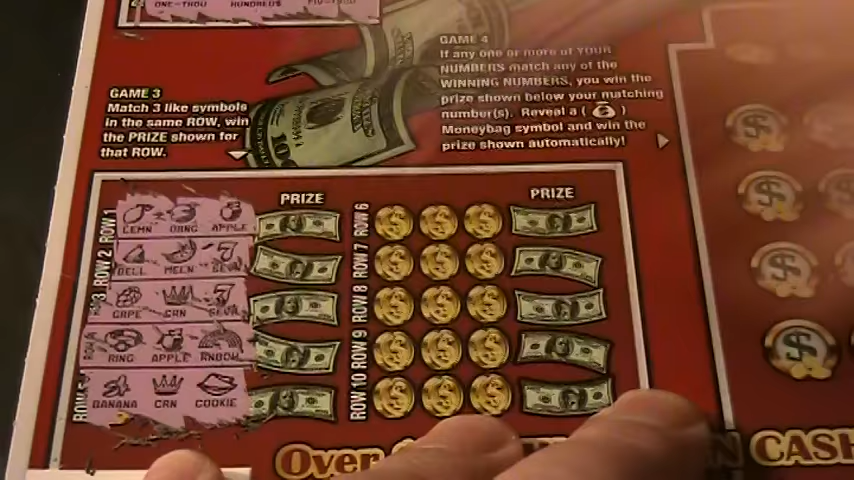 ONE-THOU HUNDRED$
GAME 3
Match 3 like symbols
in the same ROW, win
the PRIZE shown for
that ROW.
GAME 4
If any one or more of YOUR
NUMBERS match any of the
WINNING NUMBERS, you win the
prize shown below your matching
number(s). Reveal a ( )
Moneybag symbol and win the
prize shown automatically!
PRIZE PRIZE
ROW 1 LEMN APPLE ROW 6
ROW 2 BELL MELN SEVN ROW 7
ROW 3 GRPE CRN SEVN ROW 8
RING APPLE RNBOW ROW 9
ROW 5 BANANA CRN COOKIE ROW 10
Over CASH